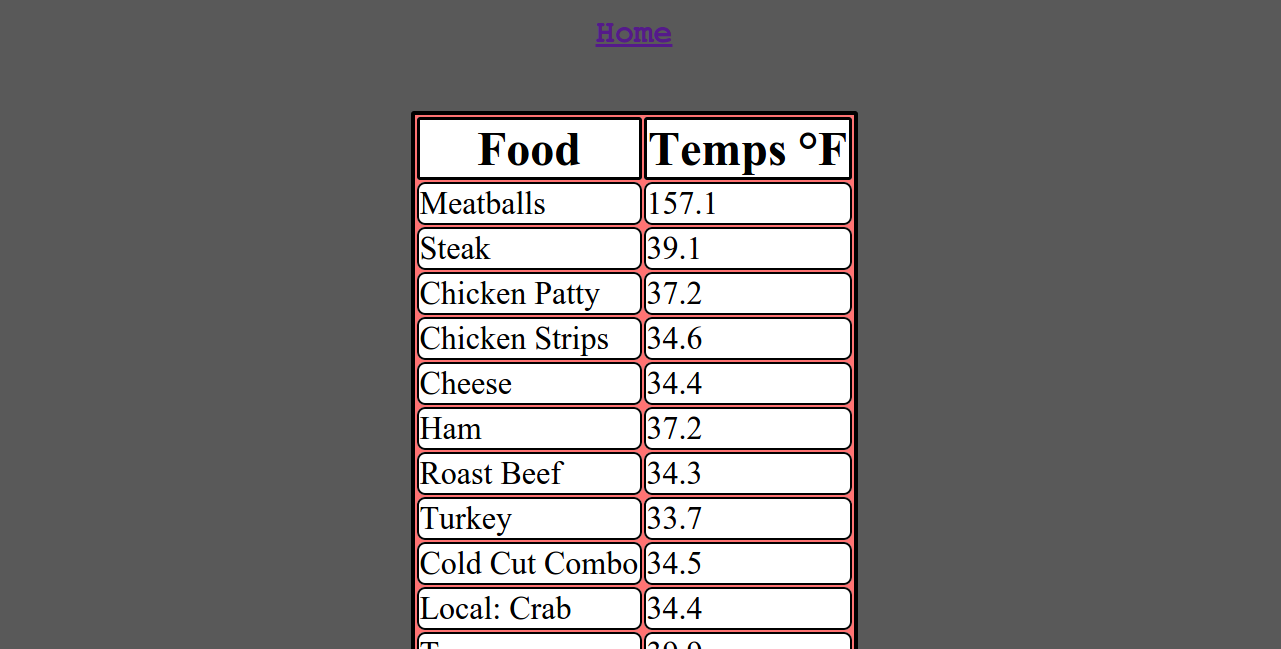 Home
Food Temps °F
Meatballs 157.1
Steak 39.1
Chicken Patty 37.2
Chicken Strips 34.6
Cheese 34.4
Ham 37.2
Roast Beef 34.3
Turkey 33.7
Cold Cut Combo 34.5
Local: Crab 34.4